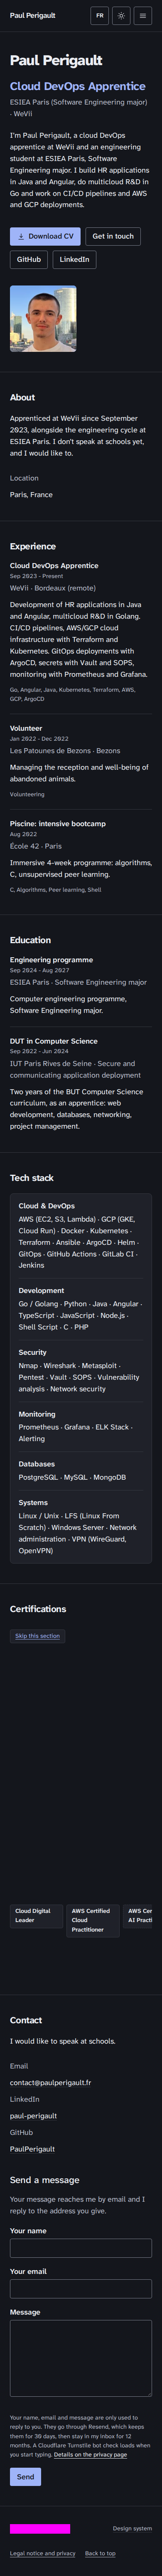 Paul Perigault
FR
Paul Perigault
Cloud DevOps Apprentice
ESIEA Paris (Software Engineering major)
· WeVii
I'm Paul Perigault, a cloud DevOps
apprentice at WeVii and an engineering
student at ESIEA Paris, Software
Engineering major. I build HR applications
in Java and Angular, do multicloud R&D in
Go and work on CI/CD pipelines and AWS
and GCP deployments.
Download CV
Get in touch
GitHub
LinkedIn
About
Apprenticed at WeVii since September
2023, alongside the engineering cycle at
ESIEA Paris. I don't speak at schools yet,
and I would like to.
Location
Paris, France
Experience
Cloud DevOps Apprentice
Sep 2023 - Present
WeVii · Bordeaux (remote)
Development of HR applications in Java
and Angular, multicloud R&D in Golang.
CI/CD pipelines, AWS/GCP cloud
infrastructure with Terraform and
Kubernetes. GitOps deployments with
ArgoCD, secrets with Vault and SOPS,
monitoring with Prometheus and Grafana.
Go, Angular, Java, Kubernetes, Terraform, AWS,
GCP, ArgoCD
Volunteer
Jan 2022 - Dec 2022
Les Patounes de Bezons · Bezons
Managing the reception and well-being of
abandoned animals.
Volunteering
Piscine: intensive bootcamp
Aug 2022
École 42 · Paris
Immersive 4-week programme: algorithms,
C, unsupervised peer learning.
C, Algorithms, Peer learning, Shell
Education
Engineering programme
Sep 2024 - Aug 2027
ESIEA Paris · Software Engineering major
Computer engineering programme,
Software Engineering major.
DUT in Computer Science
Sep 2022 - Jun 2024
IUT Paris Rives de Seine · Secure and
communicating application deployment
Two years of the BUT Computer Science
curriculum, as an apprentice: web
development, databases, networking,
project management.
Tech stack
Cloud & DevOps
AWS (EC2, S3, Lambda) · GCP (GKE,
Cloud Run) · Docker · Kubernetes ·
Terraform · Ansible · ArgoCD · Helm ·
GitOps · GitHub Actions · GitLab CI ·
Jenkins
Development
Go / Golang · Python · Java · Angular ·
TypeScript · JavaScript · Node.js ·
Shell Script · C · PHP
Security
Nmap · Wireshark · Metasploit ·
Pentest · Vault · SOPS · Vulnerability
analysis · Network security
Monitoring
Prometheus · Grafana · ELK Stack ·
Alerting
Databases
PostgreSQL · MySQL · MongoDB
Systems
Linux / Unix · LFS (Linux From
Scratch) · Windows Server · Network
administration · VPN (WireGuard,
OpenVPN)
Certifications
Skip this section
Cloud Digital
Leader
AWS Certified
Cloud
Practitioner
AWS Cer
AI Practi
Contact
I would like to speak at schools.
Email
contact@paulperigault.fr
LinkedIn
paul-perigault
GitHub
PaulPerigault
Send a message
Your message reaches me by email and I
reply to the address you give.
Your name
Your email
Message
Your name, email and message are only used to
reply to you. They go through Resend, which keeps
them for 30 days, then stay in my inbox for 12
months. A Cloudflare Turnstile bot check loads when
you start typing. Details on the privacy page
Send
Design system
Legal notice and privacy
Back to top